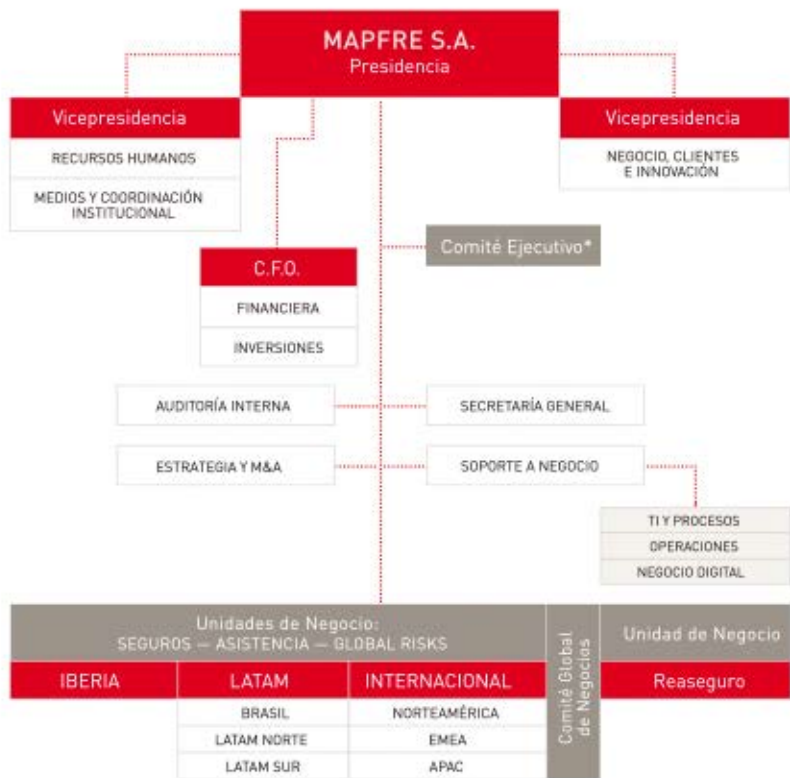 MAPFRE S.A.
Presidencia
Vicepresidencia
RECURSOS HUMANOS
MEDIOS Y COORDINACIÓN
INSTITUCIONAL
Vicepresidencia
NEGOCIO, CLIENTES
E INNOVACIÓN
C.F.O.
FINANCIERA
INVERSIONES
Comité Ejecutivo*
AUDITORÍA INTERNA
SECRETARÍA GENERAL
ESTRATEGIA Y M&A
SOPORTE A NEGOCIO
TI Y PROCESOS
OPERACIONES
NEGOCIO DIGITAL
Unidades de Negocio:
SEGUROS — ASISTENCIA — GLOBAL RISKS
IBERIA
LATAM
BRASIL
LATAM NORTE
LATAM SUR
INTERNACIONAL
NORTEAMÉRICA
EMEA
APAC
Comité Global
de Negocios
Unidad de Negocio
Reaseguro